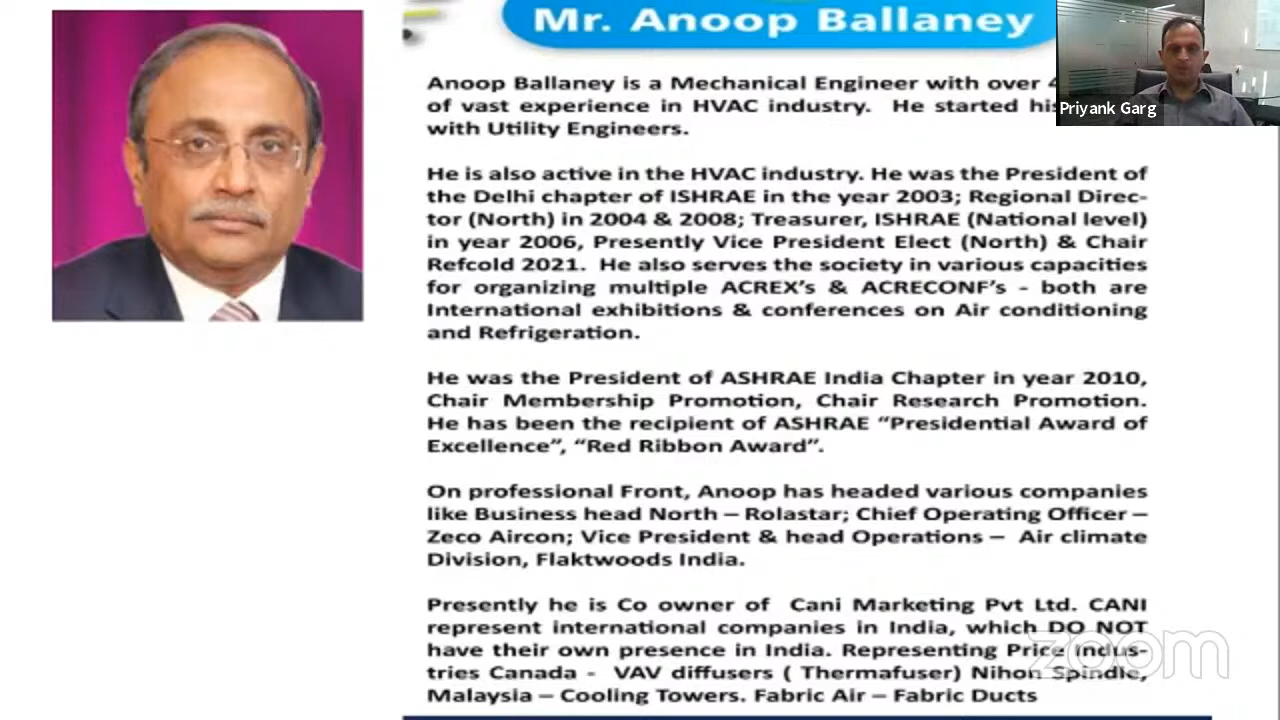 Mr. Anoop Ballaney
Priyank Garg
Anoop Ballaney is a Mechanical Engineer with over
of vast experience in HVAC industry. He started
with Utility Engineers.
He is also active in the HVAC industry. He was the President of
the Delhi chapter of ISHRAE in the year 2003; Regional Direc-
tor (North) in 2004 & 2008; Treasurer, ISHRAE (National level)
in year 2006, Presently Vice President Elect (North) & Chair
Refcold 2021. He also serves the society in various capacities
for organizing multiple ACREX's & ACRECONF's - both are
International exhibitions & conferences on Air conditioning
and Refrigeration.
He was the President of ASHRAE India Chapter in year 2010,
Chair Membership Promotion, Chair Research Promotion.
He has been the recipient of ASHRAE “Presidential Award of
Excellence”, “Red Ribbon Award”.
On professional Front, Anoop has headed various companies
like Business head North – Rolastar; Chief Operating Officer –
Zeco Aircon; Vice President & head Operations – Air climate
Division, Flaktwoods India.
Presently he is Co owner of Cani Marketing Pvt Ltd. CANI
represent international companies in India, which DO NOT
have their own presence in India. Representing Price Indus-
tries Canada - VAV diffusers ( Thermafuser) Nihon Spindle,
Malaysia – Cooling Towers. Fabric Air – Fabric Ducts
zoom